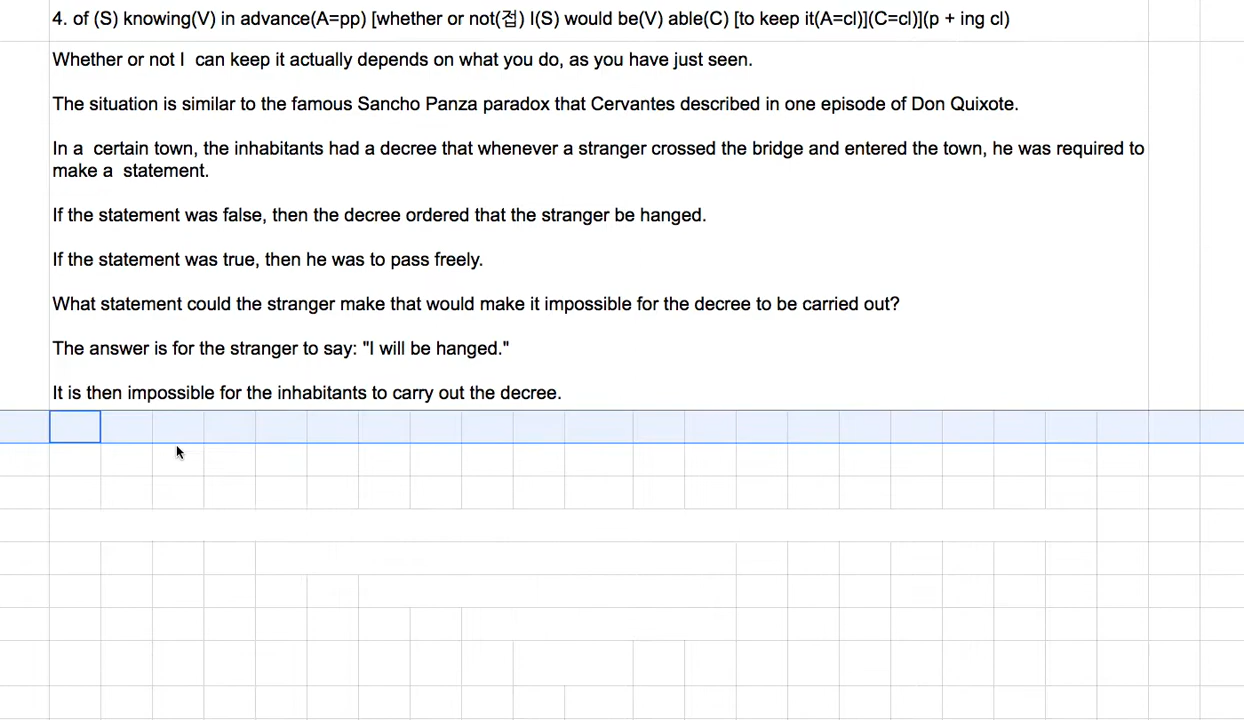 4. of (S) knowing(V) in advance(A=pp) [whether or not(접) I(S) would be(V) able(C) [to keep it(A=cl)](C=cl)](p + ing cl)
Whether or not I  can keep it actually depends on what you do, as you have just seen.
The situation is similar to the famous Sancho Panza paradox that Cervantes described in one episode of Don Quixote.
In a  certain town, the inhabitants had a decree that whenever a stranger crossed the bridge and entered the town, he was required to
make a  statement.
If the statement was false, then the decree ordered that the stranger be hanged.
If the statement was true, then he was to pass freely.
What statement could the stranger make that would make it impossible for the decree to be carried out?
The answer is for the stranger to say: "I will be hanged."
It is then impossible for the inhabitants to carry out the decree.